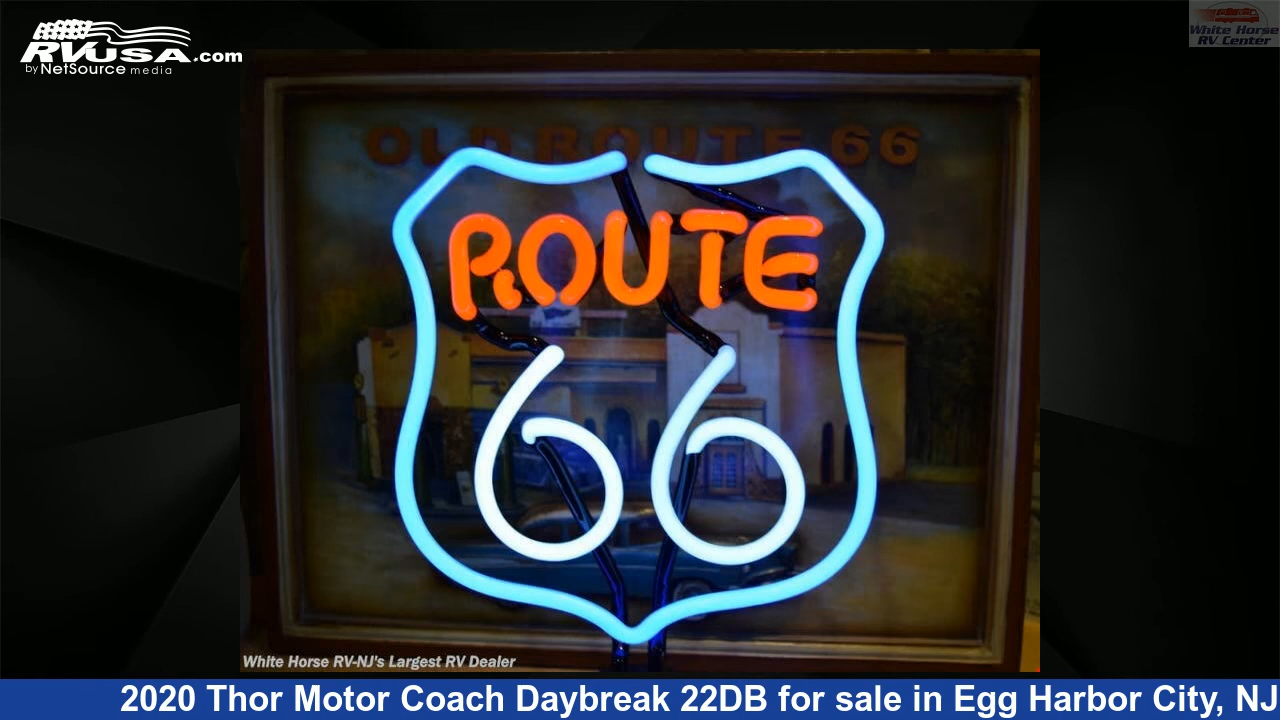 RVUSA.com
by NetSource media
White Horse
RV Center
OLD ROUTE 66
ROUTE
66
White Horse RV-NJ's Largest RV Dealer
2020 Thor Motor Coach Daybreak 22DB for sale in Egg Harbor City, NJ